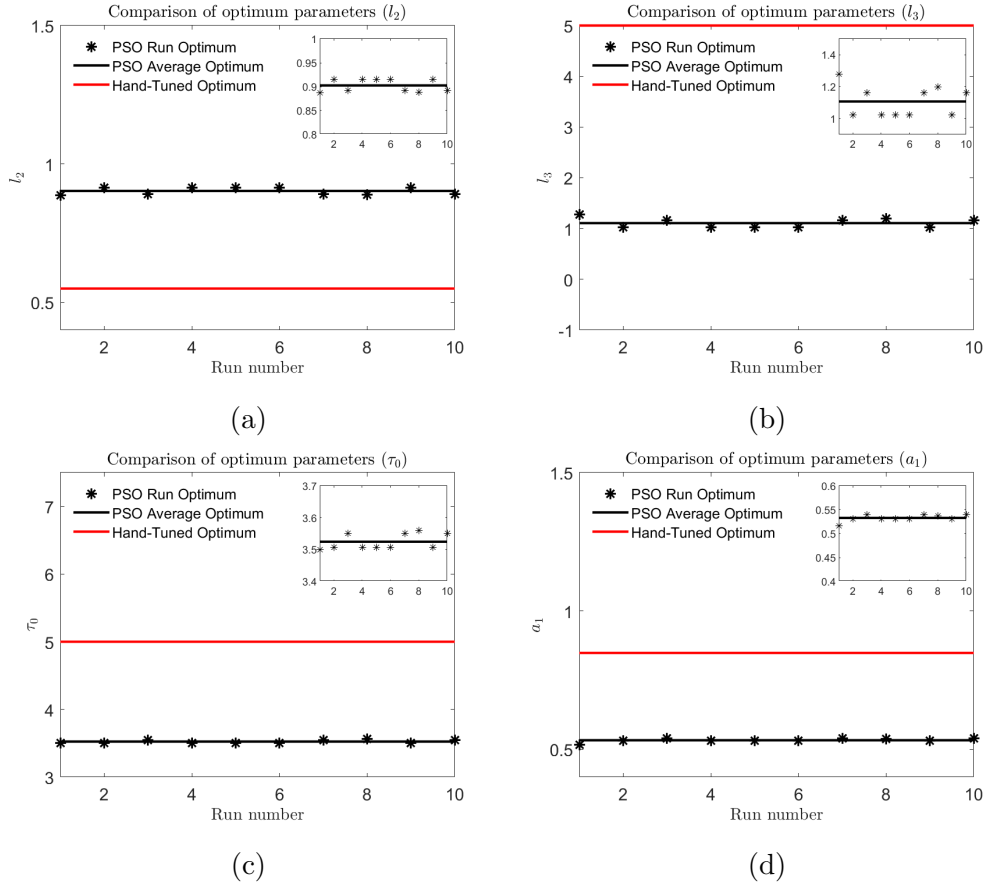 Comparison of optimum parameters (l₂)
1.5
1
0.5
l₂
PSO Run Optimum
PSO Average Optimum
Hand-Tuned Optimum
1
0.95
0.9
0.85
0.8
2 4 6 8 10
2 4 6 8 10
Run number
(a)
Comparison of optimum parameters (l₃)
5
4
3
2
1
0
-1
l₃
PSO Run Optimum
PSO Average Optimum
Hand-Tuned Optimum
1.4
1.2
1
2 4 6 8 10
2 4 6 8 10
Run number
(b)
Comparison of optimum parameters (τ₀)
7
6
5
4
3
τ₀
PSO Run Optimum
PSO Average Optimum
Hand-Tuned Optimum
3.7
3.6
3.5
3.4
2 4 6 8 10
2 4 6 8 10
Run number
(c)
Comparison of optimum parameters (a₁)
1.5
1
0.5
a₁
PSO Run Optimum
PSO Average Optimum
Hand-Tuned Optimum
0.6
0.55
0.5
0.45
0.4
2 4 6 8 10
2 4 6 8 10
Run number
(d)